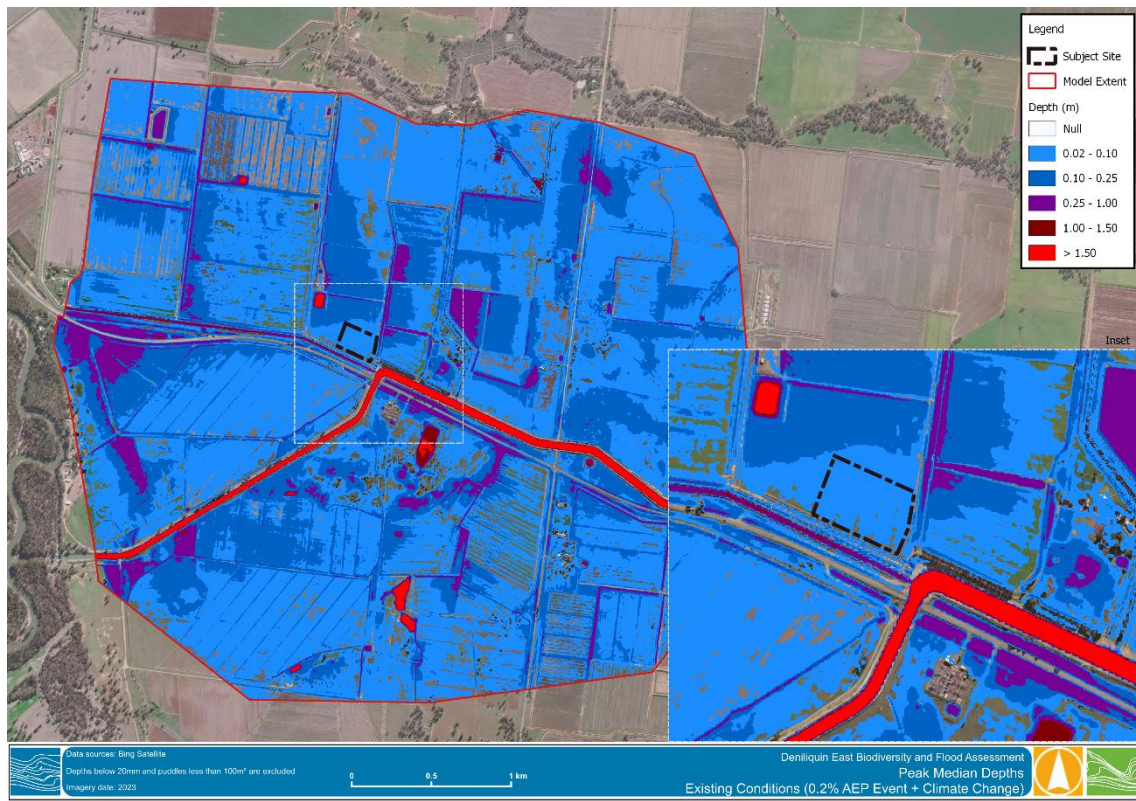 Legend
Subject Site
Model Extent
Depth (m)
Null
0.02 - 0.10
0.10 - 0.25
0.25 - 1.00
1.00 - 1.50
> 1.50
Inset
Data sources: Bing Satellite
Depths below 20mm and puddles less than 100m² are excluded
Imagery date: 2023
0 0.5 1 km
Deniliquin East Biodiversity and Flood Assessment
Peak Median Depths
Existing Conditions (0.2% AEP Event + Climate Change)